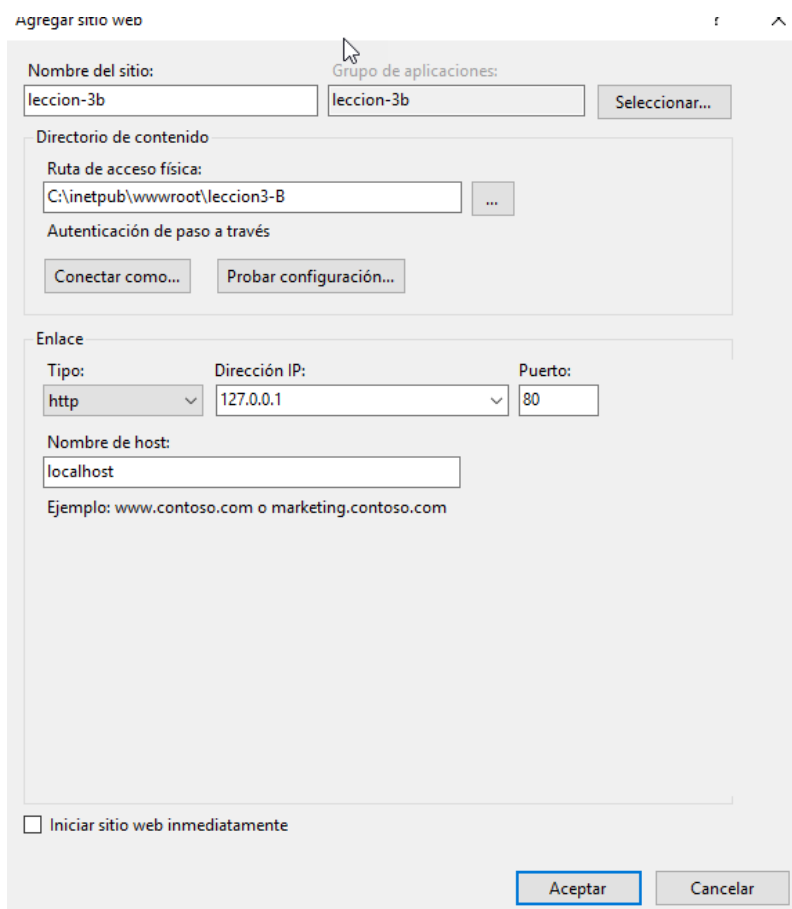 Agregar sitio web ?
Nombre del sitio: Grupo de aplicaciones:
leccion-3b leccion-3b Seleccionar...
Directorio de contenido
Ruta de acceso física:
C:\inetpub\wwwroot\leccion3-B ...
Autenticación de paso a través
Conectar como... Probar configuración...
Enlace
Tipo: Dirección IP: Puerto:
http 127.0.0.1 80
Nombre de host:
localhost
Ejemplo: www.contoso.com o marketing.contoso.com
Iniciar sitio web inmediatamente
Aceptar Cancelar